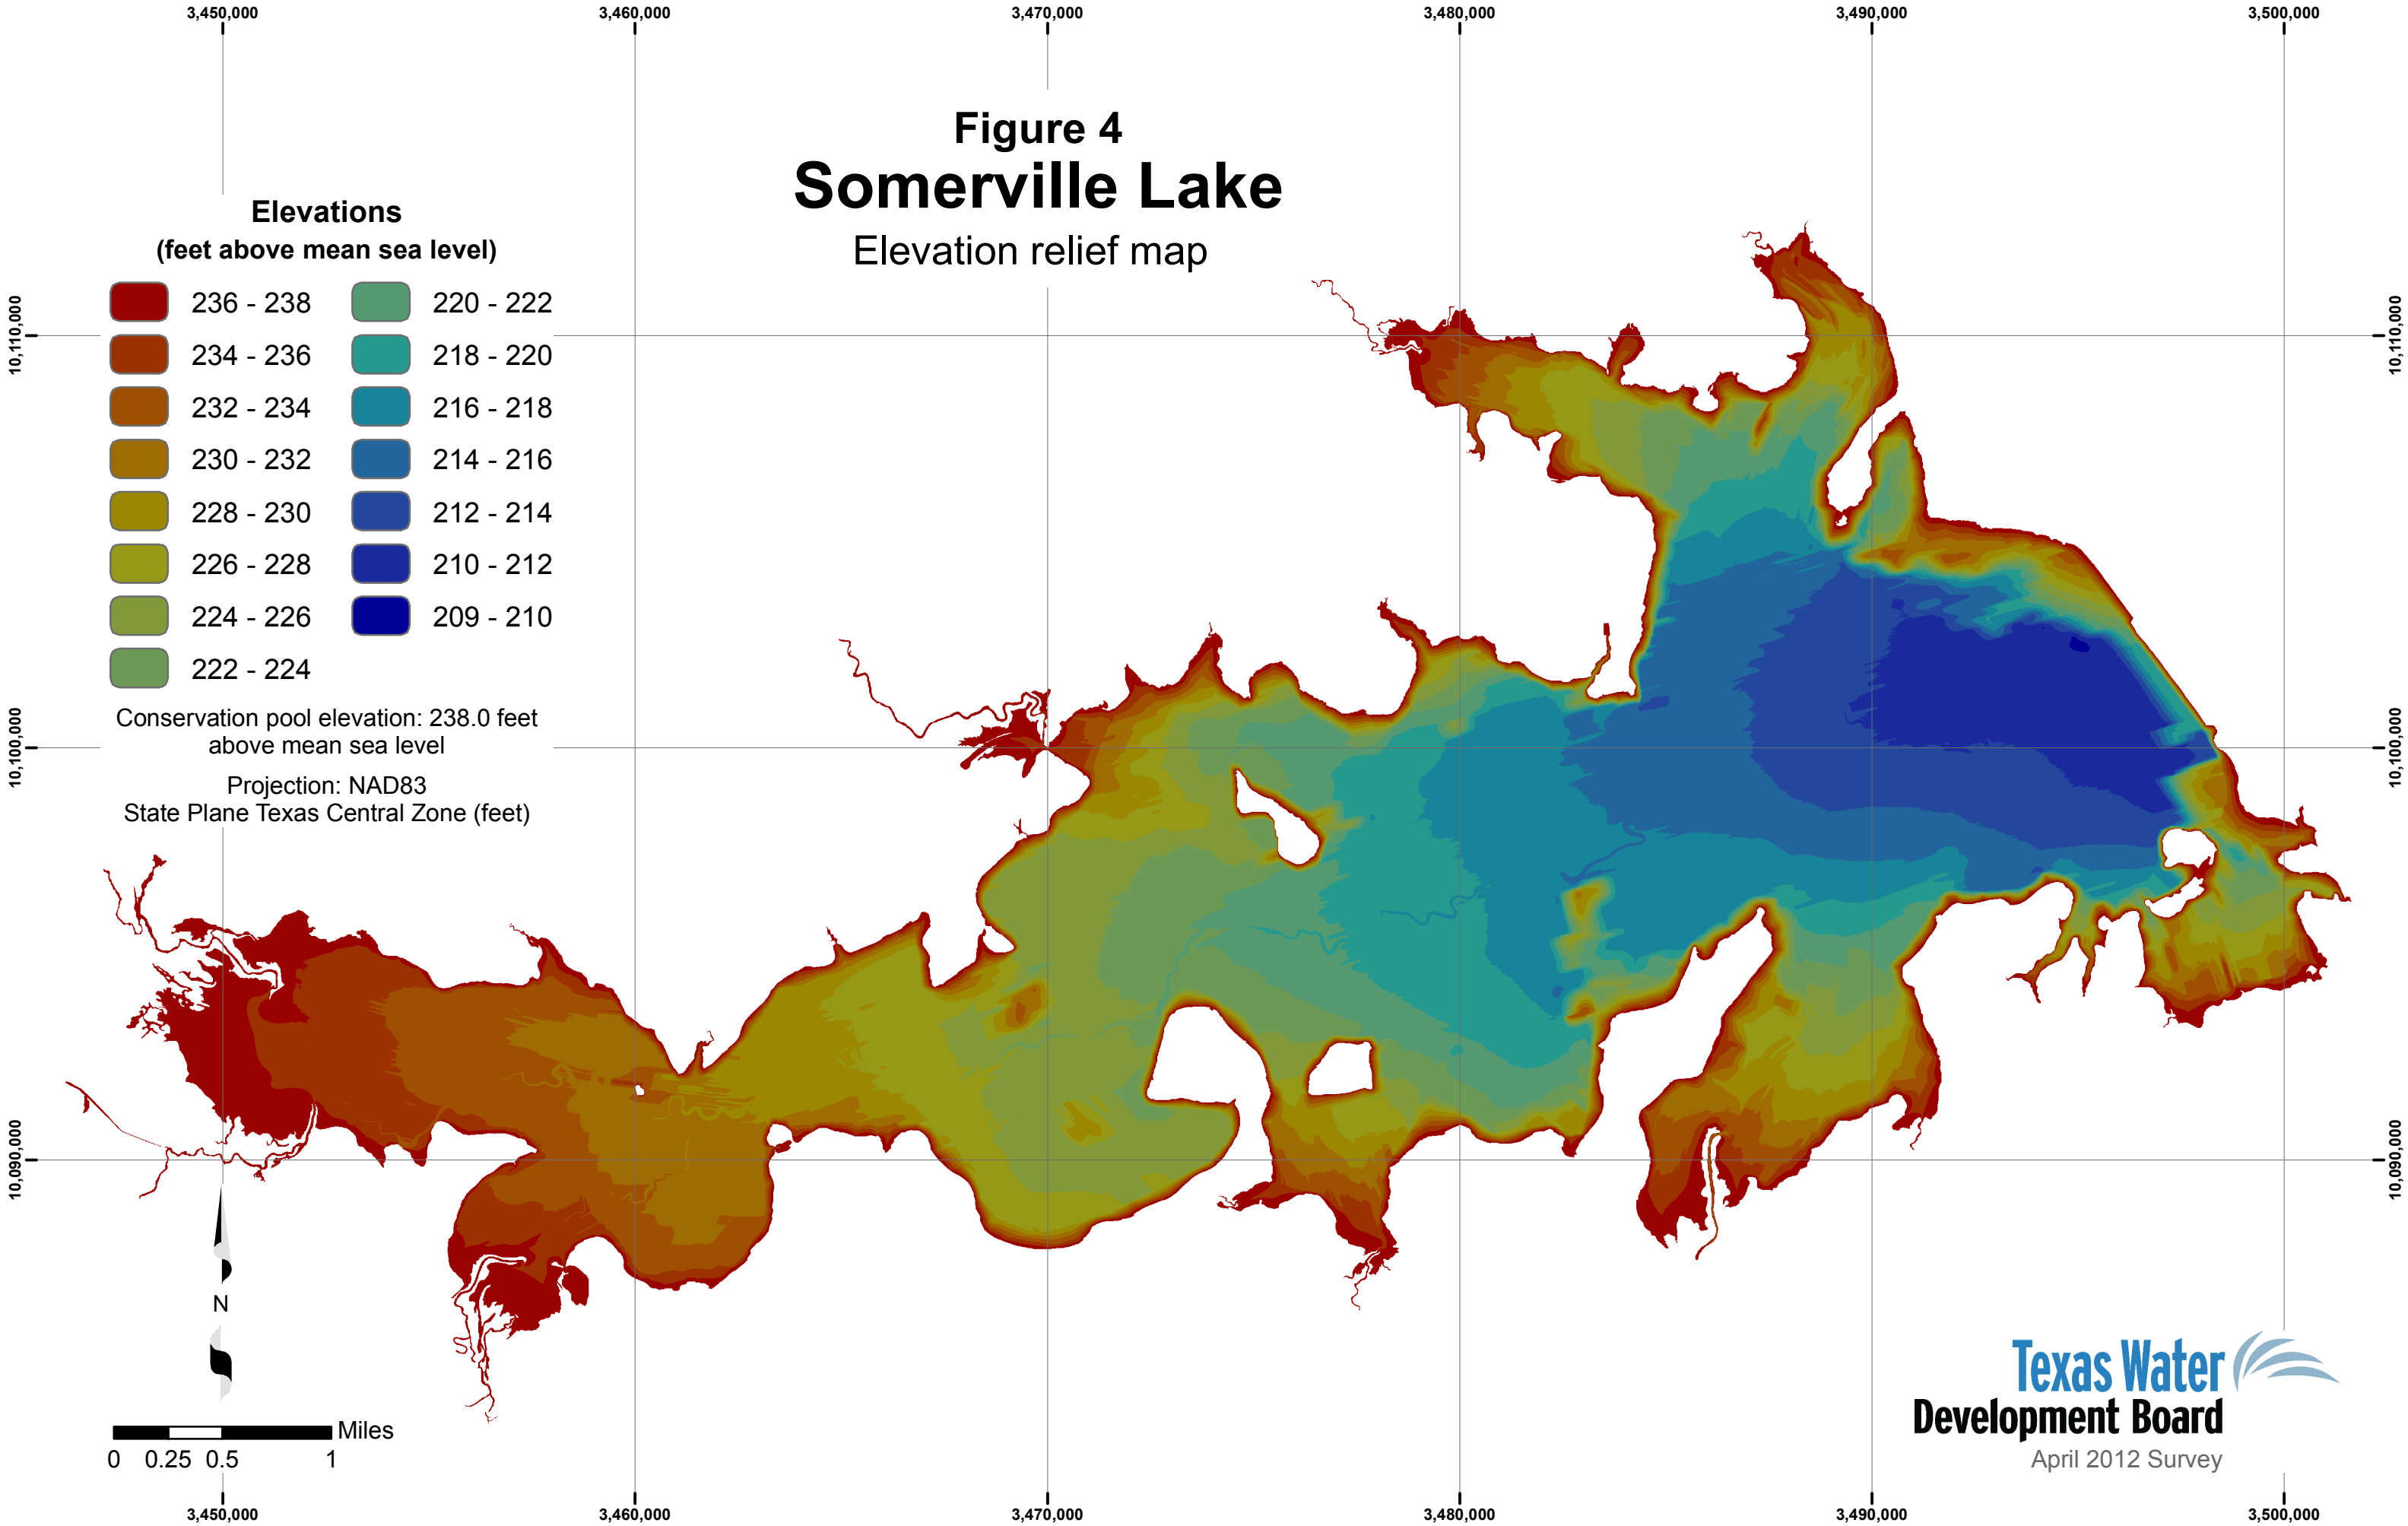 3,450,000
3,460,000
3,470,000
3,480,000
3,490,000
3,500,000
Figure 4
Somerville Lake
Elevation relief map
Elevations
(feet above mean sea level)
236 - 238
234 - 236
232 - 234
230 - 232
228 - 230
226 - 228
224 - 226
222 - 224
220 - 222
218 - 220
216 - 218
214 - 216
212 - 214
210 - 212
209 - 210
Conservation pool elevation: 238.0 feet
above mean sea level
Projection: NAD83
State Plane Texas Central Zone (feet)
10,110,000
10,100,000
10,090,000
10,110,000
10,100,000
10,090,000
N
Miles
0 0.25 0.5 1
Texas Water
Development Board
April 2012 Survey
3,450,000
3,460,000
3,470,000
3,480,000
3,490,000
3,500,000